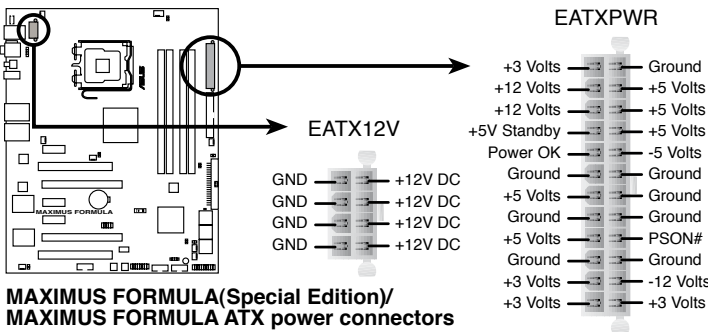 EATXPWR
+3 Volts Ground
+12 Volts +5 Volts
+12 Volts +5 Volts
+5V Standby +5 Volts
Power OK -5 Volts
Ground Ground
+5 Volts Ground
Ground Ground
+5 Volts PSON#
Ground Ground
+3 Volts -12 Volts
+3 Volts +3 Volts
EATX12V
GND +12V DC
GND +12V DC
GND +12V DC
GND +12V DC
ASUS
MAXIMUS FORMULA
MAXIMUS FORMULA(Special Edition)/
MAXIMUS FORMULA ATX power connectors